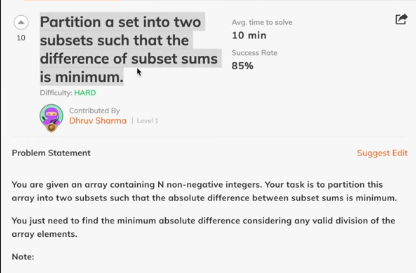 Partition a set into two
subsets such that the
difference of subset sums
is minimum.
10
Difficulty: HARD
Contributed By
Dhruv Sharma | Level 1
Avg. time to solve
10 min
Success Rate
85%
Problem Statement
Suggest Edit
You are given an array containing N non-negative integers. Your task is to partition this
array into two subsets such that the absolute difference between subset sums is minimum.
You just need to find the minimum absolute difference considering any valid division of the
array elements.
Note: